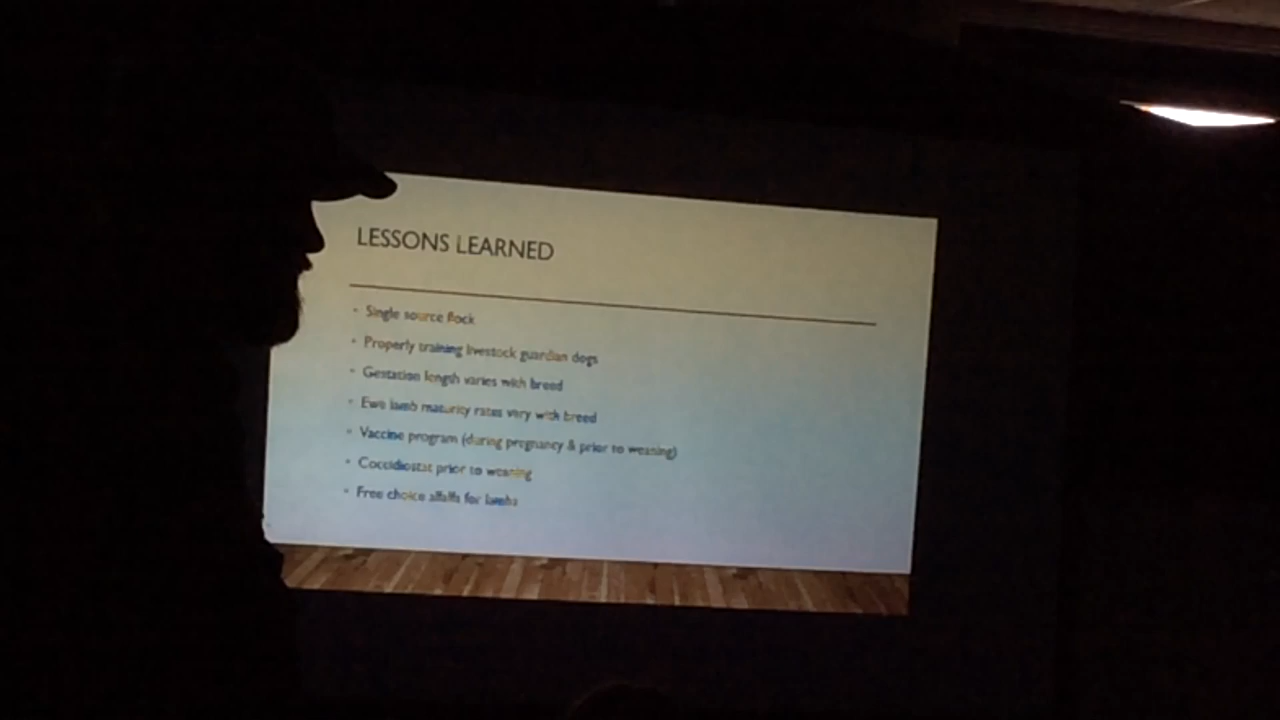 LESSONS LEARNED
• Single source flock
• Properly training livestock guardian dogs
• Gestation length varies with breed
• Ewe lamb maturity rates very with breed
• Vaccine program (during pregnancy & prior to weaning)
• Coccidiostat prior to weaning
• Free choice alfalfa for lambs